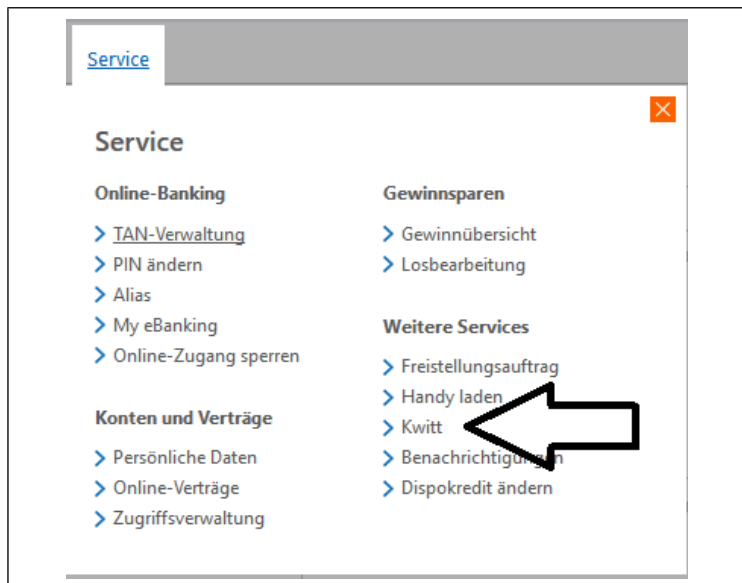 Service
Service
Online-Banking
TAN-Verwaltung
PIN ändern
Alias
My eBanking
Online-Zugang sperren
Konten und Verträge
Persönliche Daten
Online-Verträge
Zugriffsverwaltung
Gewinnsparen
Gewinnübersicht
Losbearbeitung
Weitere Services
Freistellungsauftrag
Handy laden
Kwitt
Benachrichtigungen
Dispokredit ändern